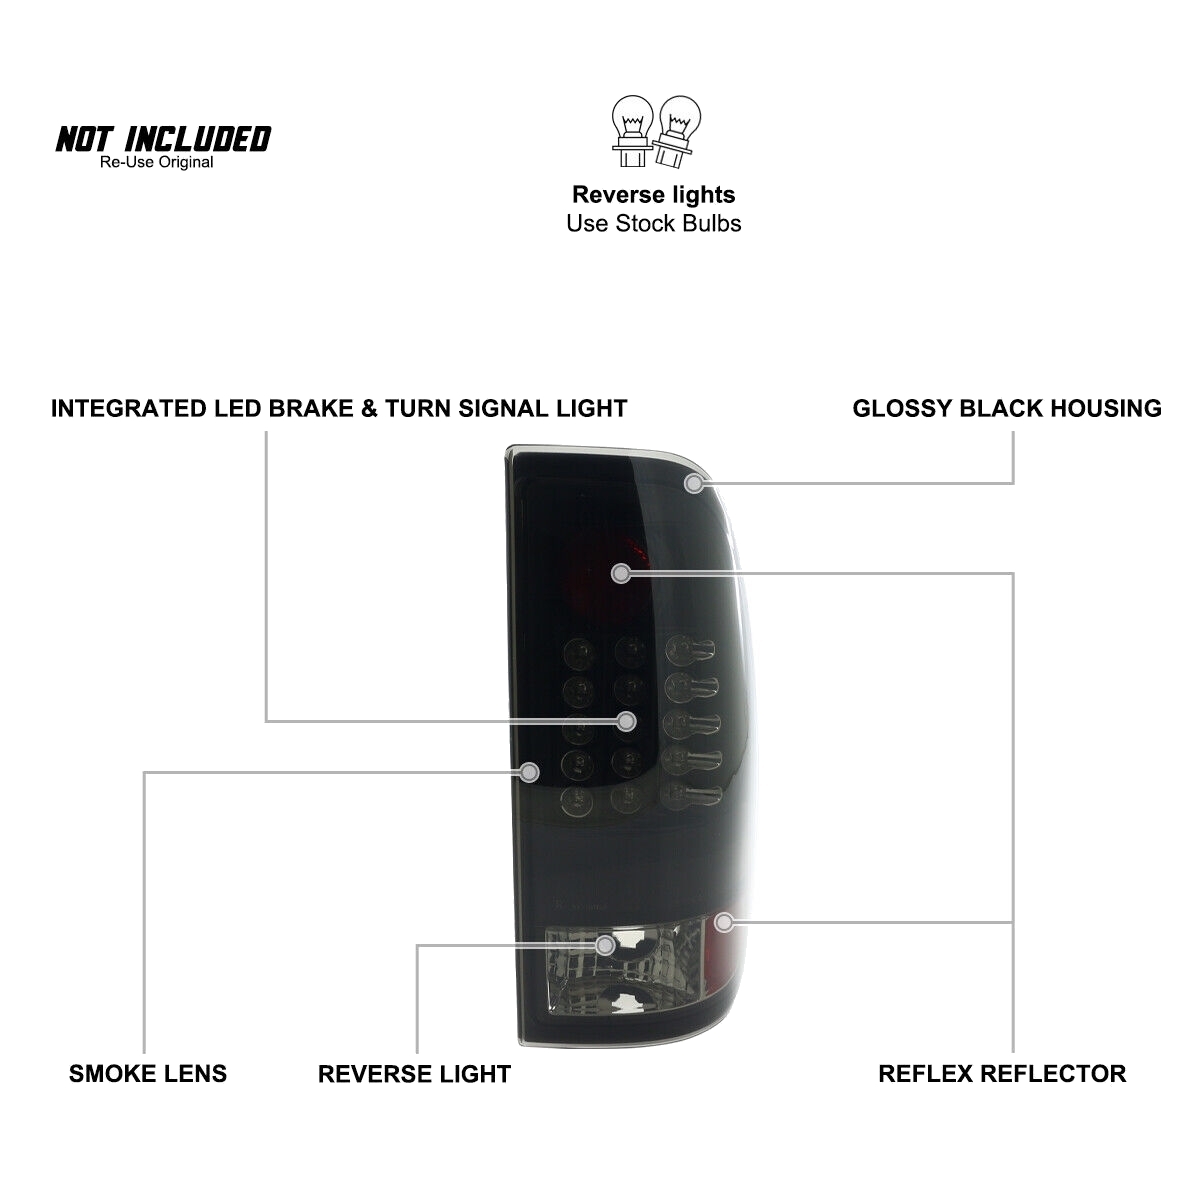 NOT INCLUDED
Re-Use Original
Reverse lights
Use Stock Bulbs
INTEGRATED LED BRAKE & TURN SIGNAL LIGHT
GLOSSY BLACK HOUSING
SMOKE LENS
REVERSE LIGHT
REFLEX REFLECTOR